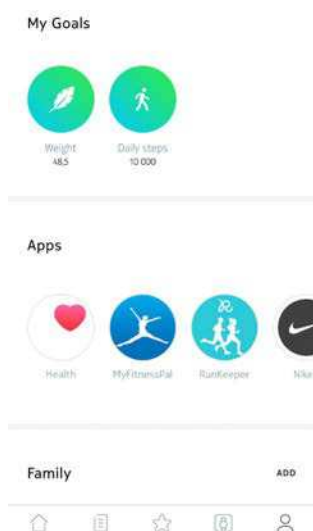 My Goals
Weight
48.5
Daily steps
10 000
Apps
Health
MyFitnessPal
RunKeeper
Nike
Family
ADD